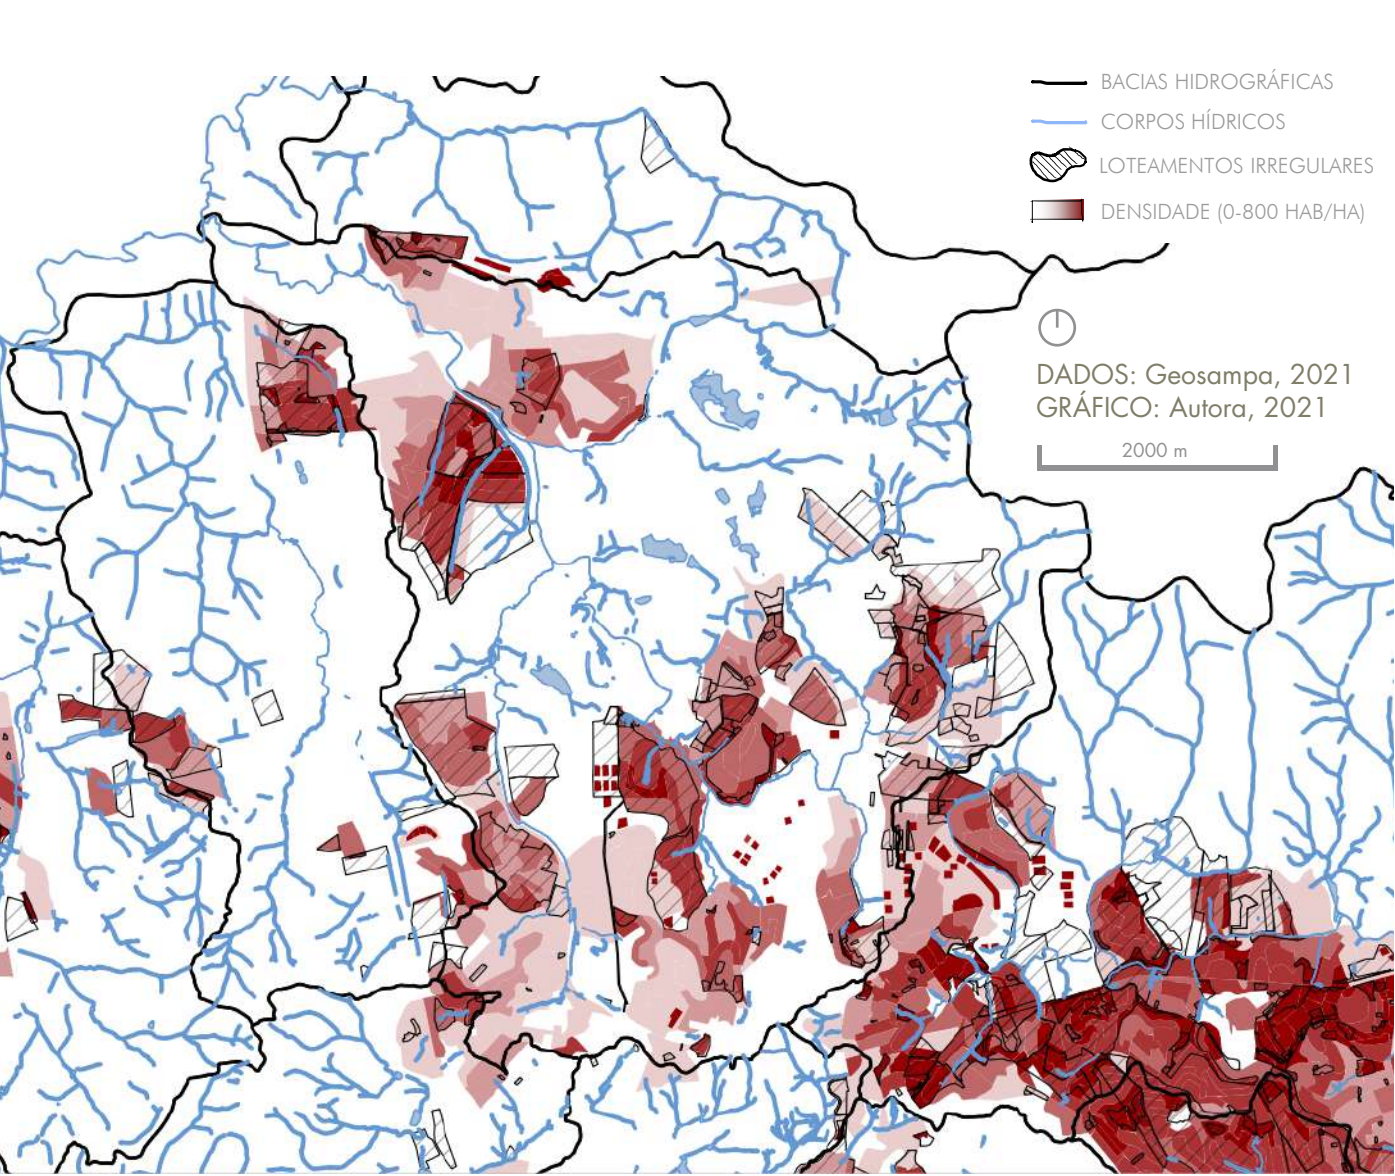 BACIAS HIDROGRÁFICAS
CORPOS HÍDRICOS
LOTEAMENTOS IRREGULARES
DENSIDADE (0-800 HAB/HA)
DADOS: Geosampa, 2021
GRÁFICO: Autora, 2021
2000 m